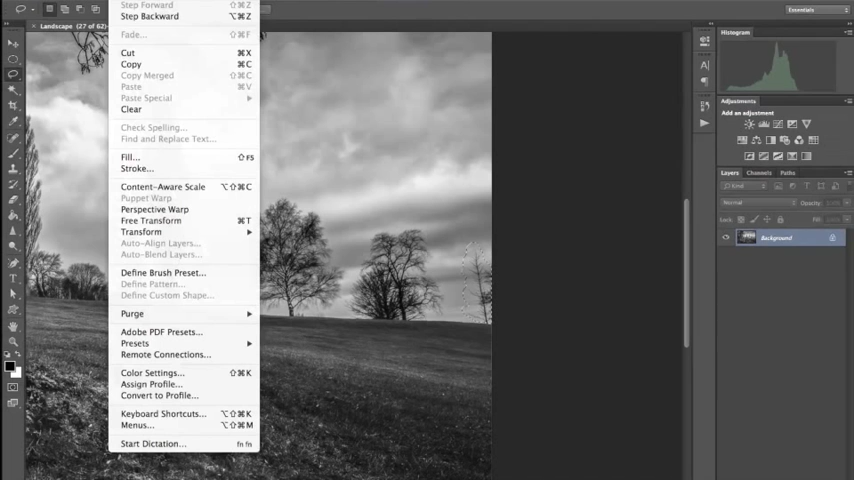 Step Forward ⇧⌘Z
Step Backward ⌥⌘Z
Essentials
Landscape (27 of 62)
Fade... ⇧⌘F
Histogram
Cut ⌘X
Copy ⌘C
Copy Merged ⇧⌘C
Paste ⌘V
Paste Special
Clear
Adjustments
Add an adjustment
Check Spelling...
Find and Replace Text...
Fill... ⇧F5
Stroke...
Layers Channels Paths
Content-Aware Scale ⌥⇧⌘C
Kind
Puppet Warp
Perspective Warp
Normal Opacity:
Free Transform ⌘T
Lock: Fill:
Transform
Auto-Align Layers...
Background
Auto-Blend Layers...
Define Brush Preset...
Define Pattern...
Define Custom Shape...
Purge
Adobe PDF Presets...
Presets
Remote Connections...
Color Settings... ⇧⌘K
Assign Profile...
Convert to Profile...
Keyboard Shortcuts... ⌥⇧⌘K
Menus... ⌥⇧⌘M
Start Dictation... fn fn